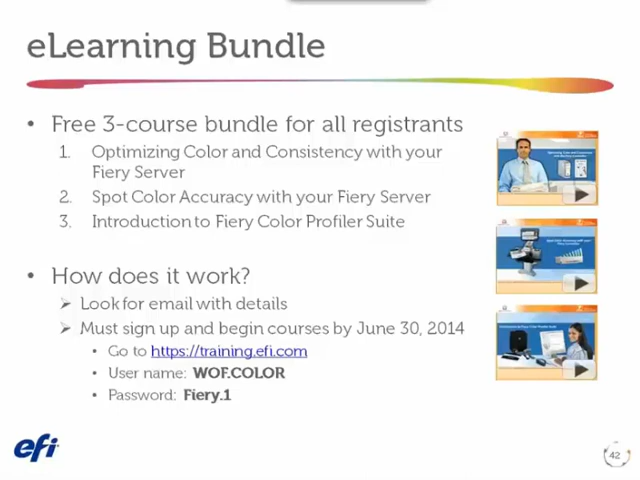 eLearning Bundle
• Free 3-course bundle for all registrants
1. Optimizing Color and Consistency with your
Fiery Server
2. Spot Color Accuracy with your Fiery Server
3. Introduction to Fiery Color Profiler Suite
• How does it work?
➢ Look for email with details
➢ Must sign up and begin courses by June 30, 2014
• Go to https://training.efi.com
• User name: WOF.COLOR
• Password: Fiery.1
efi
42